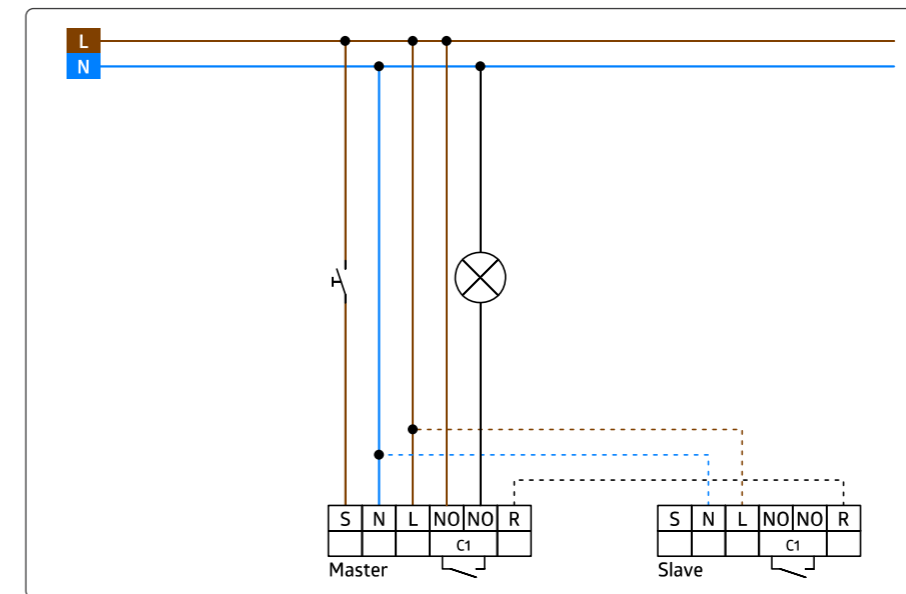 L
N
S N L NO NO R
C1
Master
S N L NO NO R
C1
Slave